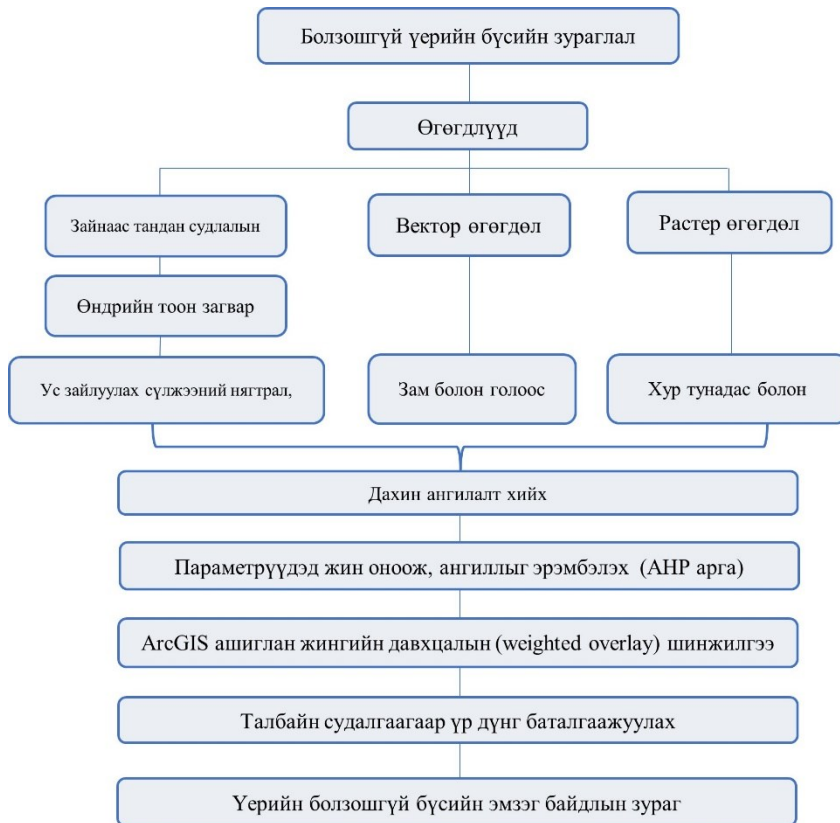 Болзошгүй үерийн бүсийн зураглал
Өгөгдлүүд
Зайнаас тандан судлалын
Вектор өгөгдөл
Растер өгөгдөл
Өндрийн тоон загвар
Ус зайлуулах сүлжээний нягтрал,
Зам болон голоос
Хур тунадас болон
Дахин ангилалт хийх
Параметрүүдэд жин оноож, ангиллыг эрэмбэлэх (AHP арга)
ArcGIS ашиглан жингийн давхцалын (weighted overlay) шинжилгээ
Талбайн судалгаагаар үр дүнг баталгаажуулах
Үерийн болзошгүй бүсийн эмзэг байдлын зураг